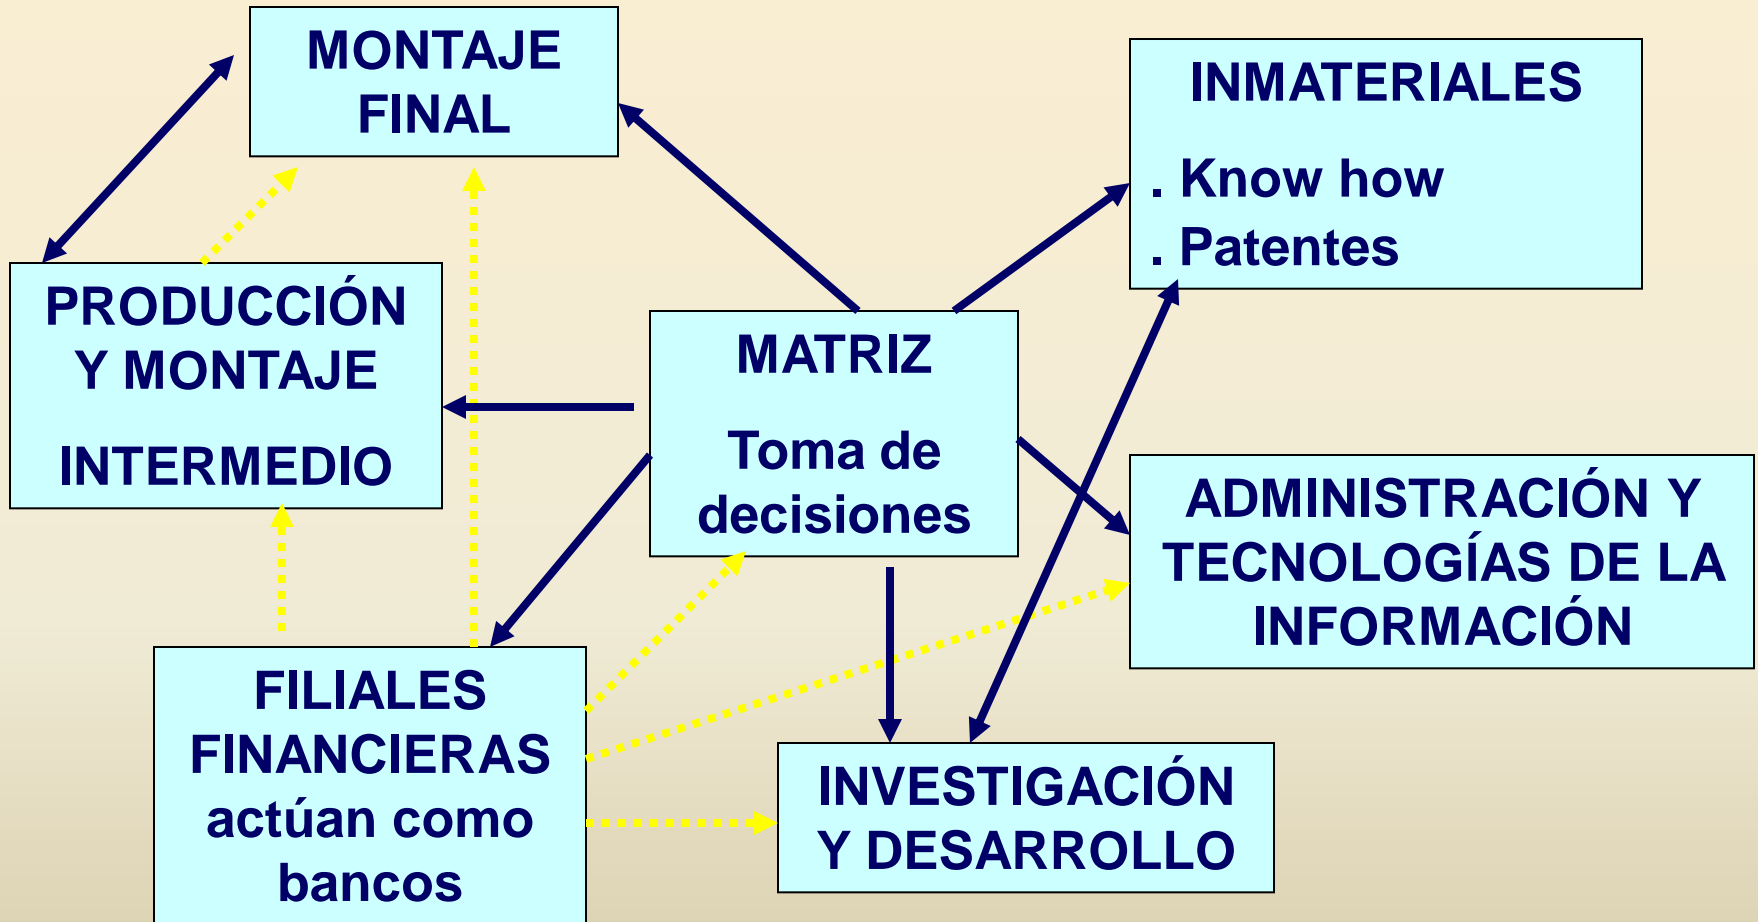 MONTAJE
FINAL
INMATERIALES
. Know how
. Patentes
PRODUCCIÓN
Y MONTAJE
INTERMEDIO
MATRIZ
Toma de
decisiones
ADMINISTRACIÓN Y
TECNOLOGÍAS DE LA
INFORMACIÓN
FILIALES
FINANCIERAS
actúan como
bancos
INVESTIGACIÓN
Y DESARROLLO